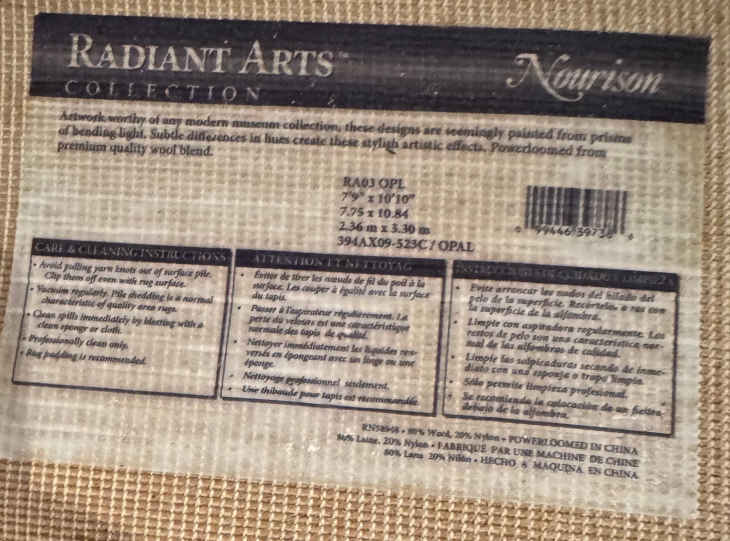 RADIANT ARTS™
Nourison
COLLECTION
Artwork worthy of any modern museum collection, these designs are seemingly painted from prisms
of bending light. Subtle differences in hues create these stylish artistic effects. Powerloomed from
premium quality wool blend.
RA03 OPL
7'9" x 10'10"
7.75 x 10.84
2.36 m x 3.30 m
394AX09-523C / OPAL
CARE & CLEANING INSTRUCTIONS
• Avoid pulling yarn knots out of surface pile.
Clip them off even with rug surface.
• Vacuum regularly. Pile shedding is a normal
characteristic of quality area rugs.
• Clean spills immediately by blotting with a
clean sponge or cloth.
• Professionally clean only.
• Rug padding is recommended.
ATTENTION ET NETTOYAG
• Évitez de tirer les nœuds de fil du poil à la
surface. Les couper à égalité avec la surface
du tapis.
• Passer à l'aspirateur régulièrement. La
perte du velours est une caractéristique
normale des tapis de qualité.
• Nettoyer immédiatement les liquides ren-
versés en épongeant avec un linge ou une
éponge.
• Nettoyage professionnel seulement.
• Une thibaude pour tapis est recommandée.
INSTRUCCIONES DE CUIDADO Y LIMPIEZA
• Evite arrancar los nudos del hilado del
pelo de la superficie. Recórtelos a ras con
la superficie de la alfombra.
• Limpie con aspiradora regularmente. Los
restos de pelo son una característica nor-
mal de las alfombras de calidad.
• Limpie las salpicaduras secando de inme-
diato con una esponja o trapo limpio.
• Sólo permite limpieza profesional.
• Se recomienda la colocación de un fieltro
debajo de la alfombra.
• 80% Wool, 20% Nylon • POWERLOOMED IN CHINA
80% Laine, 20% Nylon • FABRIQUÉ PAR UNE MACHINE DE CHINE
80% Lana 20% Nilón • HECHO A MÁQUINA EN CHINA